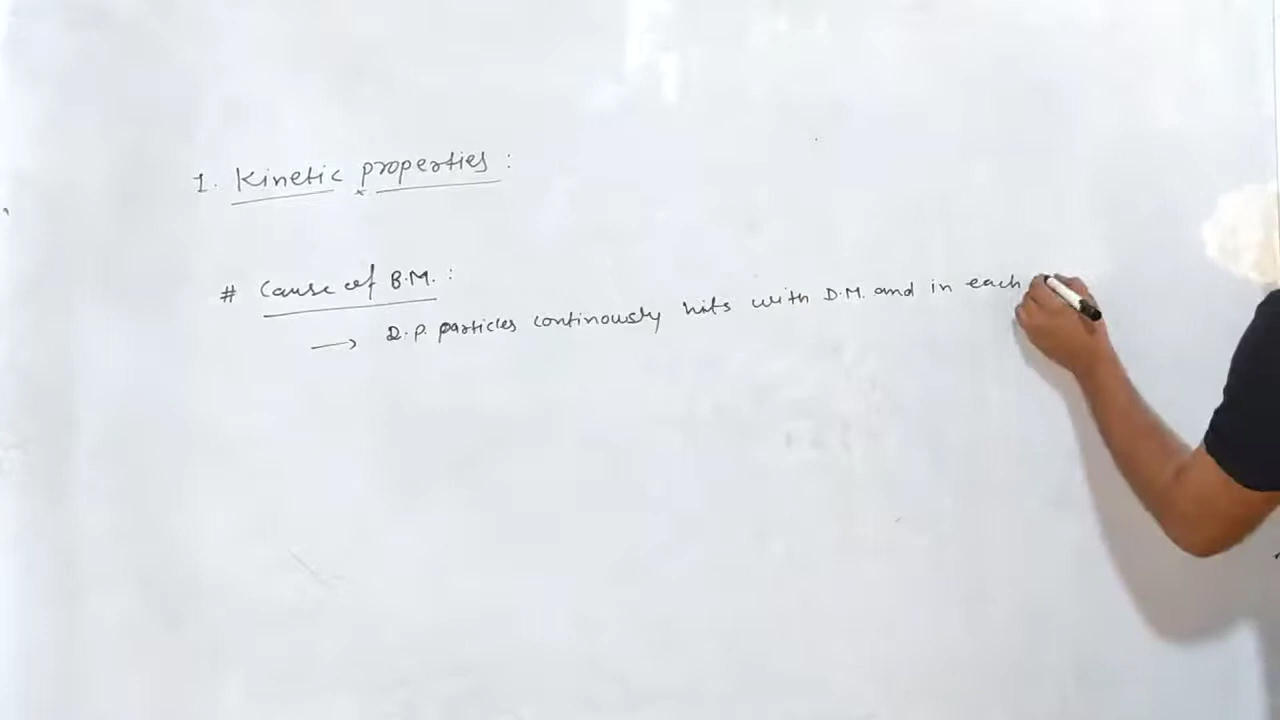 1. Kinetic properties :
# Cause of B.M. :
→ D.P. particles continously hits with D.M. and in each